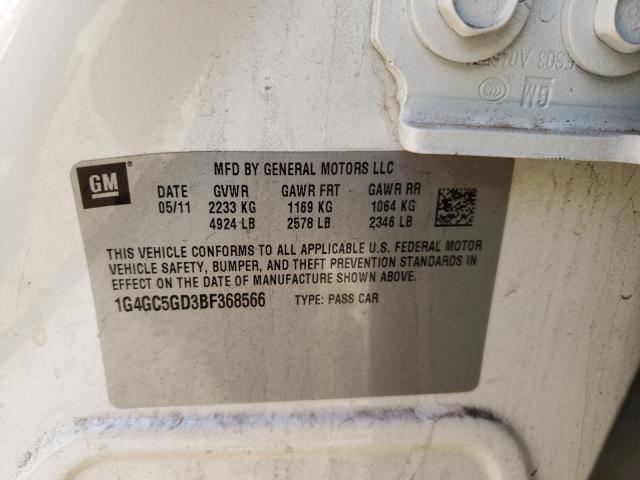 GM
GM
MFD BY GENERAL MOTORS LLC
DATE GVWR GAWR FRT GAWR RR
05/11 2233 KG 1169 KG 1064 KG
4924 LB 2578 LB 2346 LB
THIS VEHICLE CONFORMS TO ALL APPLICABLE U.S. FEDERAL MOTOR
VEHICLE SAFETY, BUMPER, AND THEFT PREVENTION STANDARDS IN
EFFECT ON THE DATE OF MANUFACTURE SHOWN ABOVE.
1G4GC5GD3BF368566 TYPE: PASS CAR